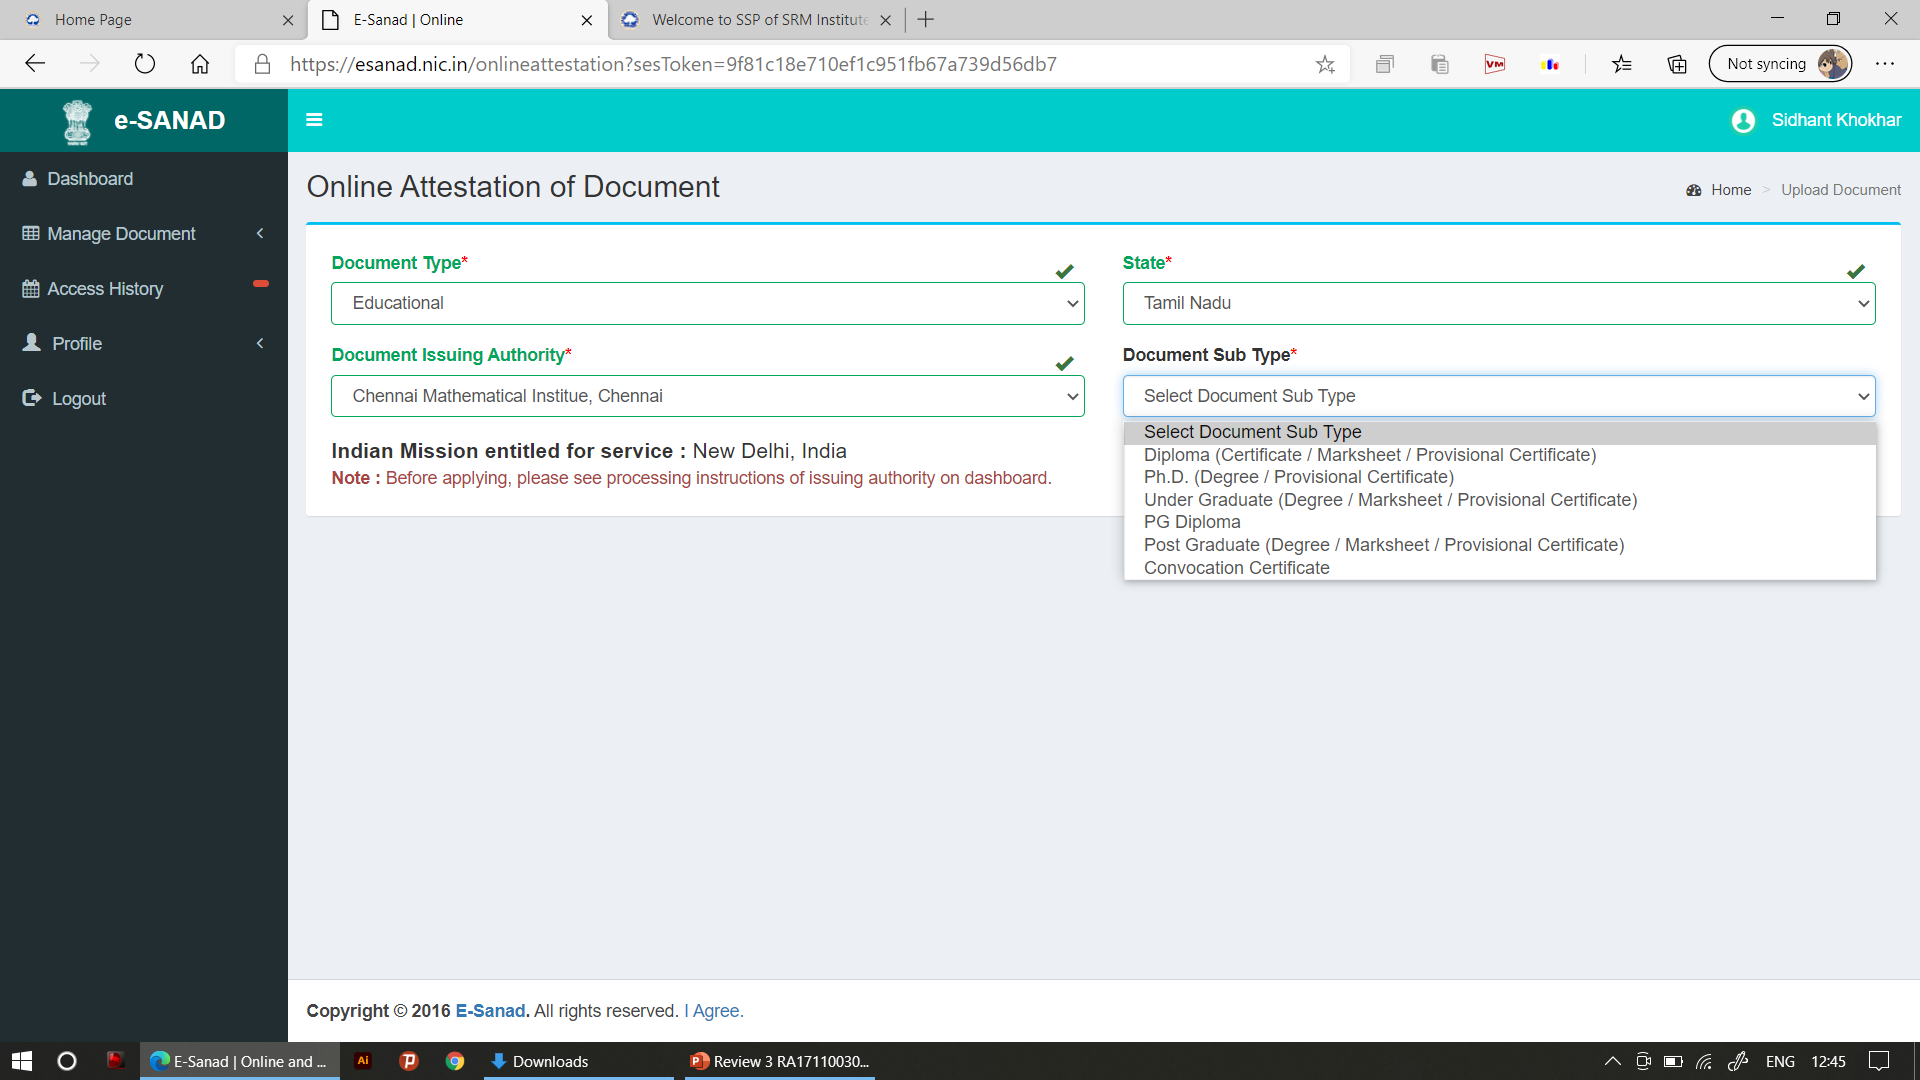 Home Page
E-Sanad | Online
Welcome to SSP of SRM Institute
https://esanad.nic.in/onlineattestation?sesToken=9f81c18e710ef1c951fb67a739d56db7
VM
Not syncing
e-SANAD
Sidhant Khokhar
Dashboard
Manage Document
Access History
Profile
Logout
Online Attestation of Document
Home > Upload Document
Document Type*
Educational
State*
Tamil Nadu
Document Issuing Authority*
Chennai Mathematical Institue, Chennai
Document Sub Type*
Select Document Sub Type
Select Document Sub Type
Diploma (Certificate / Marksheet / Provisional Certificate)
Ph.D. (Degree / Provisional Certificate)
Under Graduate (Degree / Marksheet / Provisional Certificate)
PG Diploma
Post Graduate (Degree / Marksheet / Provisional Certificate)
Convocation Certificate
Indian Mission entitled for service : New Delhi, India
Note : Before applying, please see processing instructions of issuing authority on dashboard.
Copyright © 2016 E-Sanad. All rights reserved. I Agree.
E-Sanad | Online and ...
Ai
Downloads
Review 3 RA17110030...
ENG
12:45